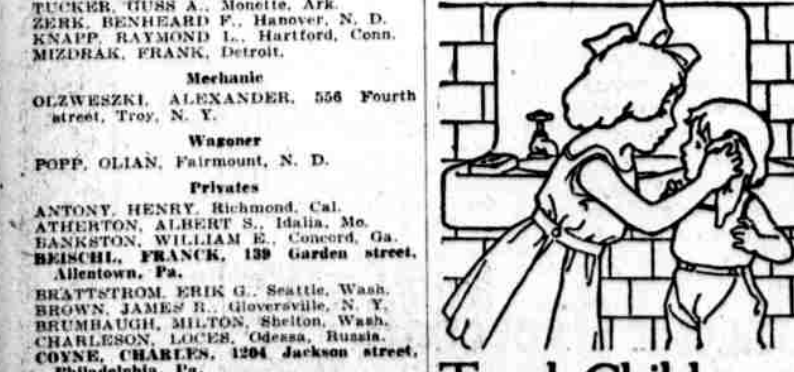 TUCKER, GUSS A., Monette, Ark.
ZERK, BENHEARD F., Hanover, N. D.
KNAPP, RAYMOND L., Hartford, Conn.
MIZDRAK, FRANK, Detroit.
Mechanic
OLZWESZKI, ALEXANDER, 556 Fourth
street, Troy, N. Y.
Wagoner
POPP, OLIAN, Fairmount, N. D.
Privates
ANTONY, HENRY, Richmond, Cal.
ATHERTON, ALBERT S., Idalia, Mo.
BANKSTON, WILLIAM E., Concord, Ga.
BEISCHL, FRANCK, 139 Garden street,
Allentown, Pa.
BRATTSTROM, ERIK G., Seattle, Wash.
BROWN, JAMES R., Gloversville, N. Y.
BRUMBAUGH, MILTON, Shelton, Wash.
CHARLESON, LOCES, Odessa, Russia.
COYNE, CHARLES, 1204 Jackson street,
Philadelphia, Pa.